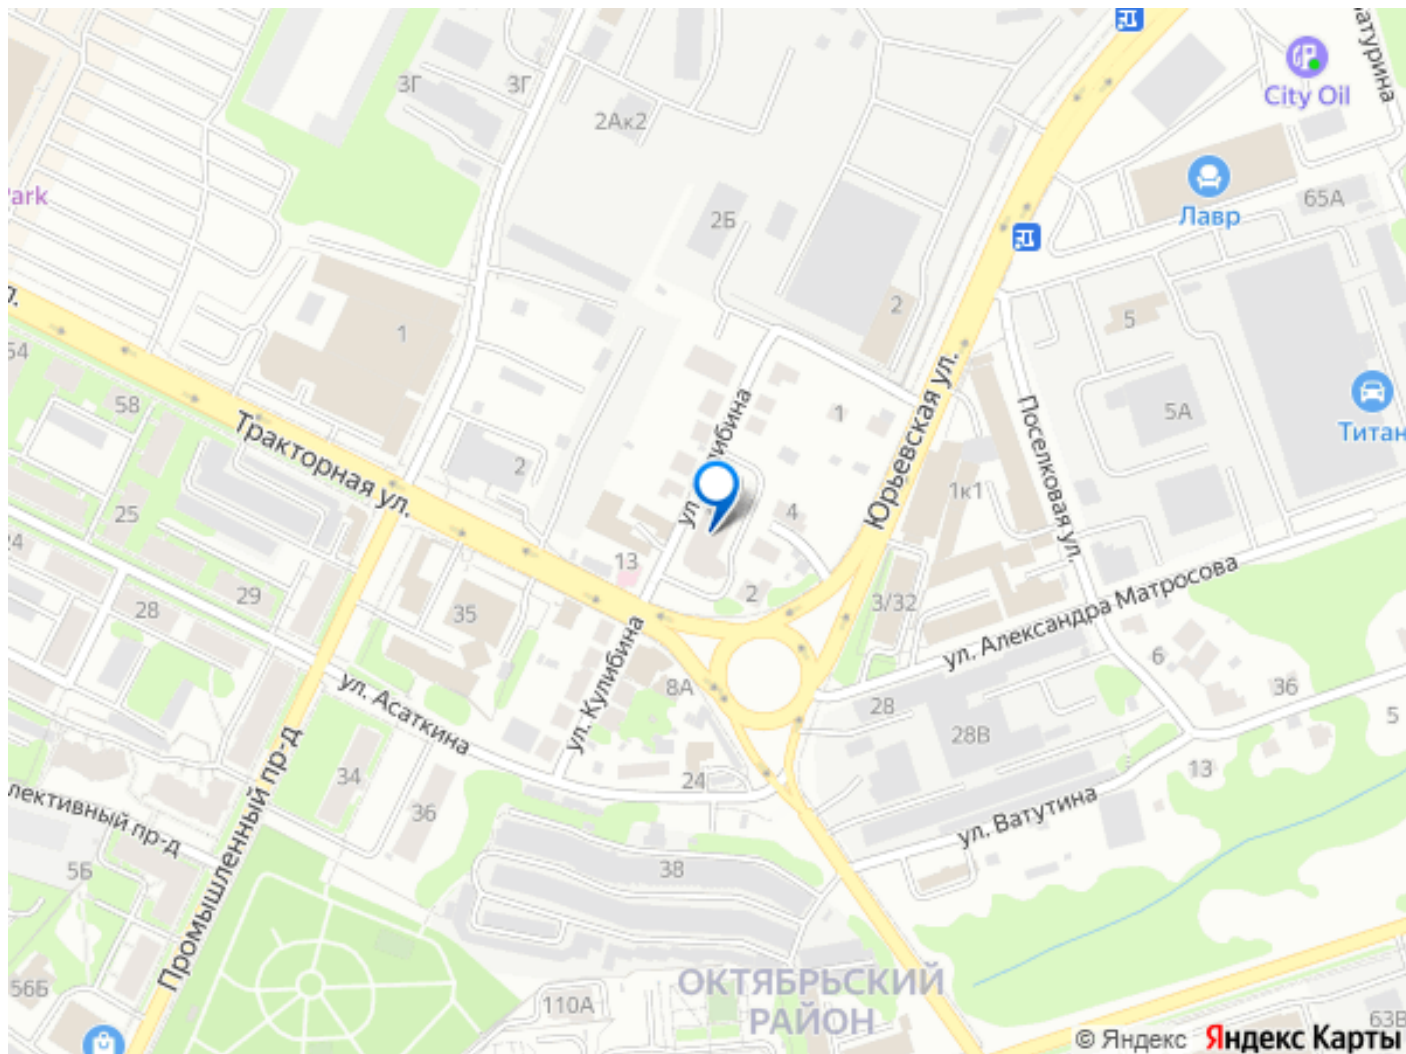 атурина
City Oil
3Г
3Г
2Ак2
Park
Лавр
65А
2Б
л.
2
1
5
54
58
Тракторная ул.
1
5А
Титан
ул. Кулибина
Юрьевская ул.
Поселковая ул.
2
25
4
1к1
24
13
28
29
35
2
3/32
ул. Александра Матросова
ул. Кулибина
8А
6
36
ул. Асаткина
28
28В
5
34
24
13
36
лективный пр-д
Промышленный пр-д
ул. Ватутина
5Б
38
56Б
110А
ОКТЯБРЬСКИЙ
РАЙОН
63В
© Яндекс Яндекс Карты